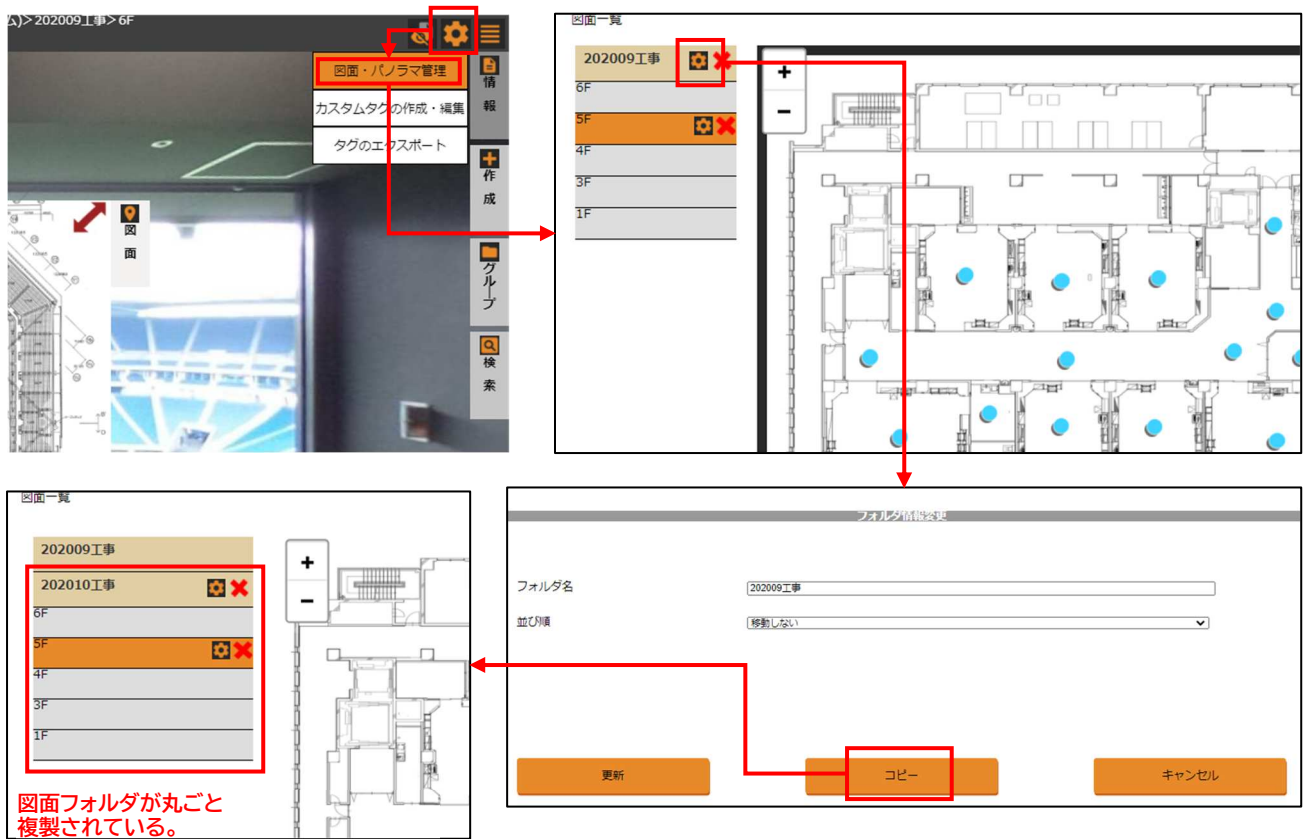 ム)>202009工事>6F
図面・パノラマ管理
カスタムタグの作成・編集
タグのエクスポート
情報
作成
グループ
検索
図面
図面一覧
202009工事
6F
5F
4F
3F
1F
+
−
図面一覧
202009工事
202010工事
6F
5F
4F
3F
1F
+
−
図面フォルダが丸ごと
複製されている。
フォルダ情報変更
フォルダ名
202009工事
並び順
移動しない
更新
コピー
キャンセル